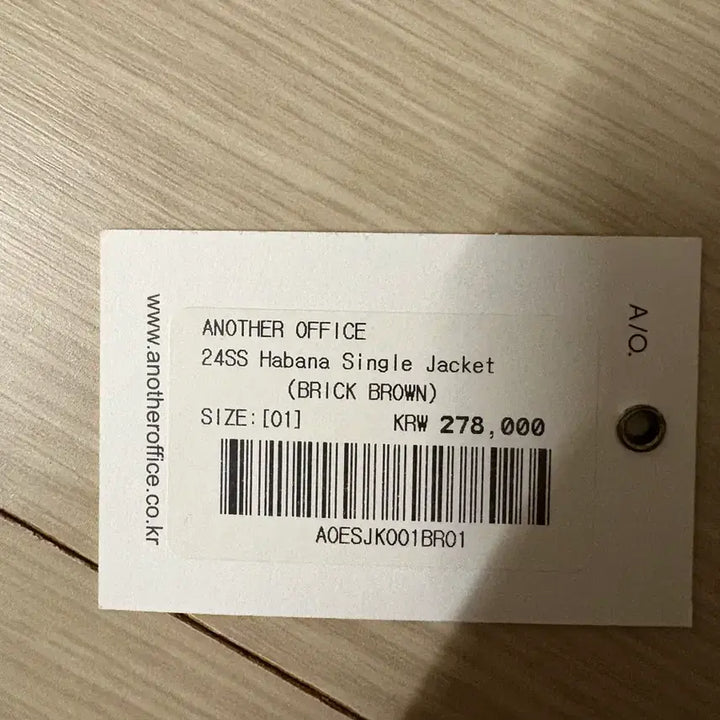 ANOTHER OFFICE
24SS Habana Single Jacket
(BRICK BROWN)
SIZE:[01] KRW 278,000
AOESJK001BR01
www.anotheroffice.co.kr
A/O.